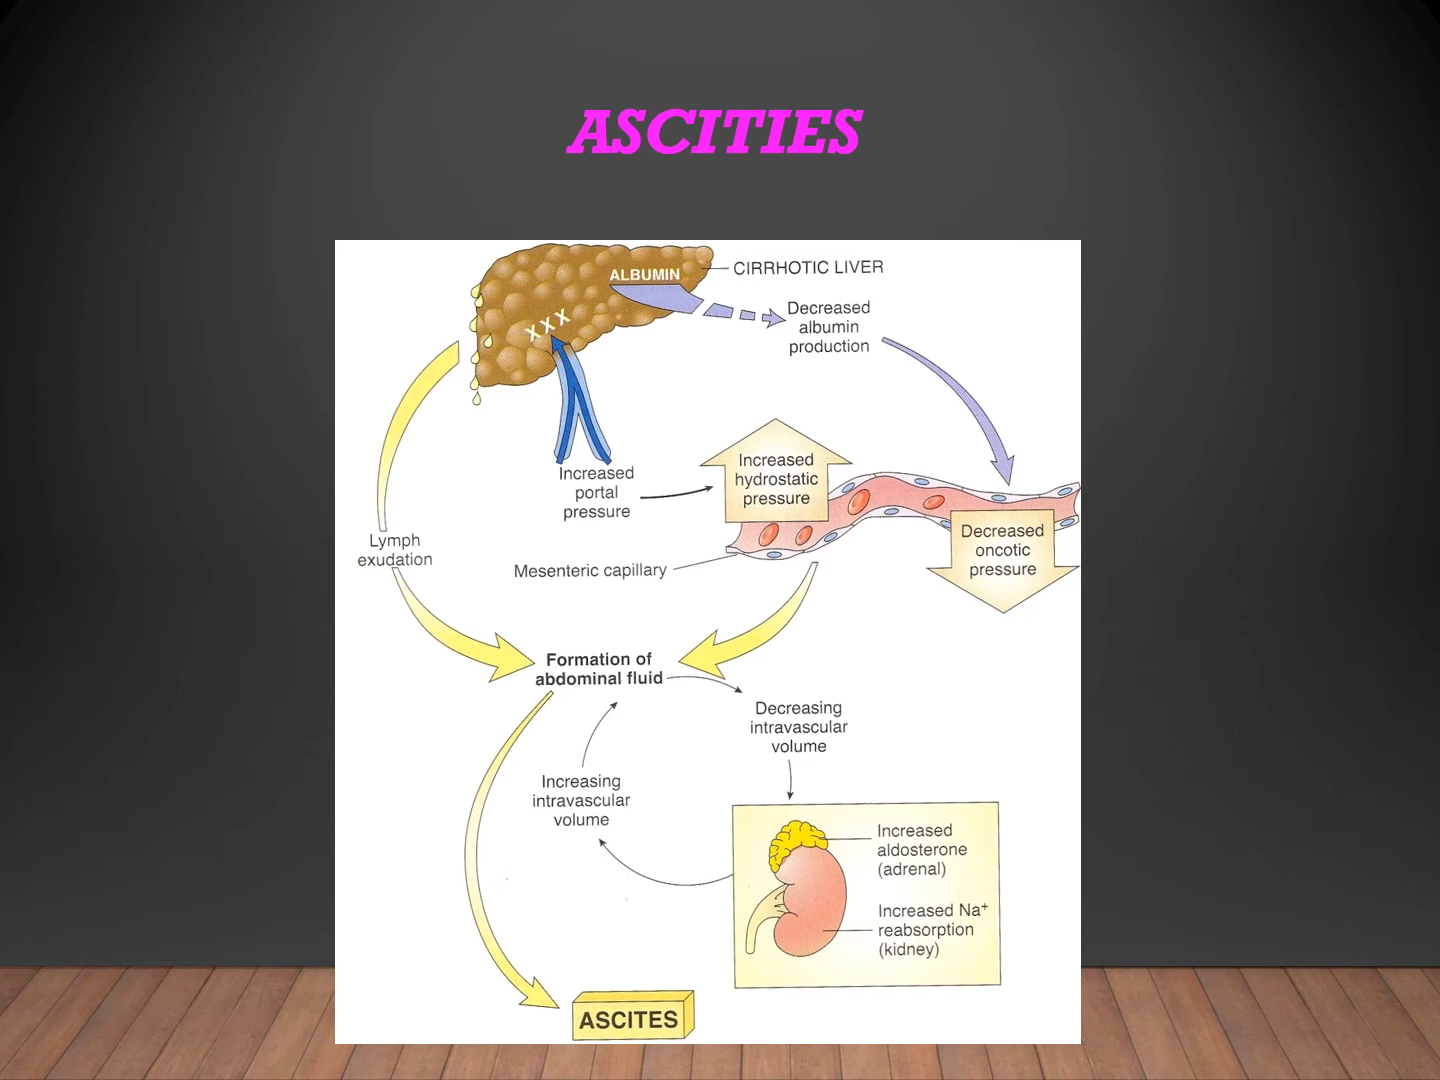 ASCITIES
ALBUMIN
CIRRHOTIC LIVER
Decreased
albumin
production
XXX
Increased
portal
pressure
Increased
hydrostatic
pressure
Decreased
oncotic
pressure
Lymph
exudation
Mesenteric capillary
Formation of
abdominal fluid
Decreasing
intravascular
volume
Increasing
intravascular
volume
Increased
aldosterone
(adrenal)
Increased Na⁺
reabsorption
(kidney)
ASCITES